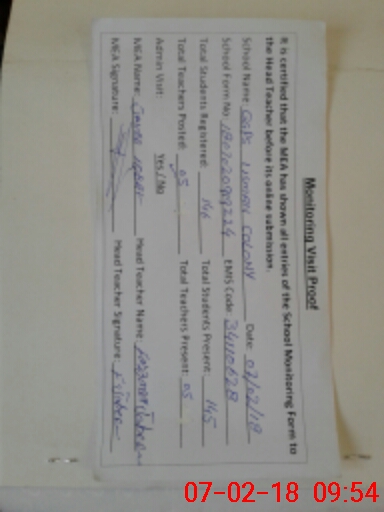 Monitoring Visit Proof
It is certified that the MEA has shown all entries of the School Monitoring Form to
the Head Teacher before its online submission.
School Name: GGPS COLONY Date: 07/02/18
School Form No: EMIS Code:
Total Students Registered: 146 Total Students Present: 145
Total Teachers Posted: 05 Total Teachers Present: 05
Admin Visit: Yes / No
MEA Name: Head Teacher Name:
MEA Signature: Head Teacher Signature:
07-02-18 09:54